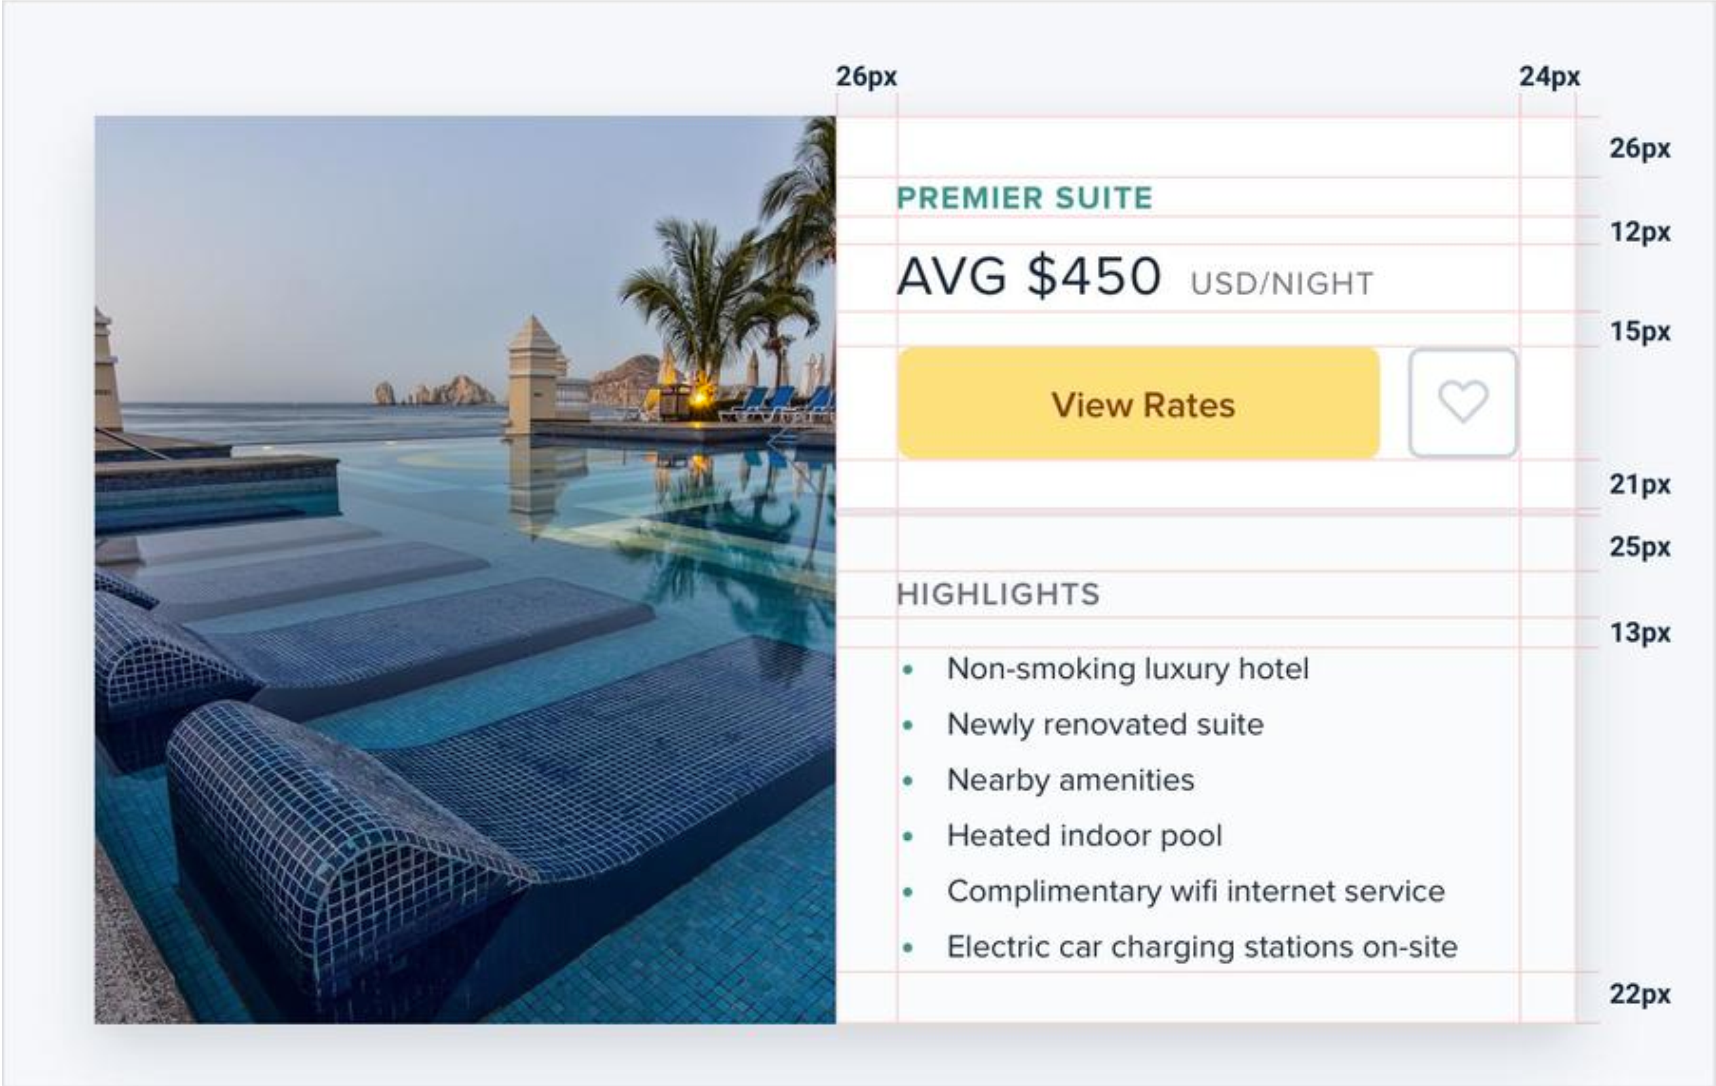 26px
24px
26px
PREMIER SUITE
12px
AVG $450 USD/NIGHT
15px
View Rates
21px
25px
HIGHLIGHTS
13px
Non-smoking luxury hotel
Newly renovated suite
Nearby amenities
Heated indoor pool
Complimentary wifi internet service
Electric car charging stations on-site
22px